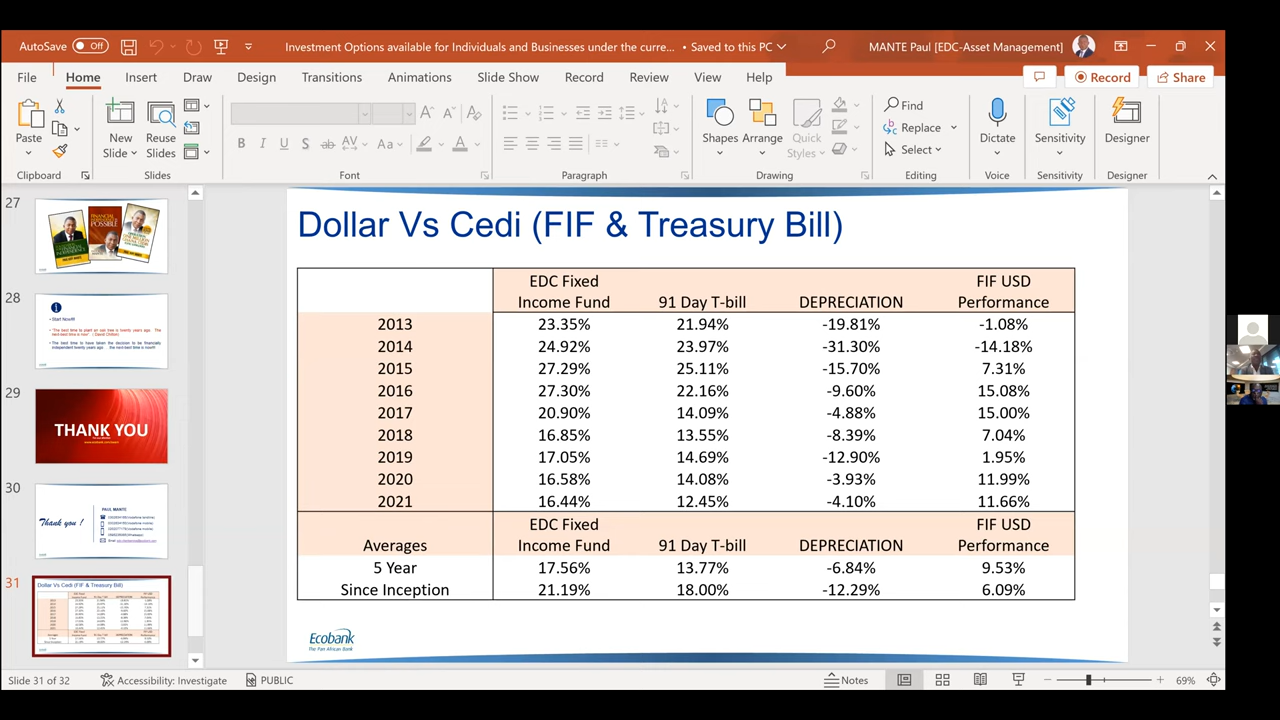 AutoSave Off
Investment Options available for Individuals and Businesses under the curre... • Saved to this PC
MANTE Paul [EDC-Asset Management]
File Home Insert Draw Design Transitions Animations Slide Show Record Review View Help
Record Share
Paste
New Slide
Reuse Slides
B I U S ab AV Aa A
Shapes Arrange Quick Styles
Find
Replace
Select
Dictate Sensitivity Designer
Clipboard Slides Font Paragraph Drawing Editing Voice Sensitivity Designer
27
28
Start Now!!!
29
THANK YOU
30
Thank you !
PAUL MANTE
31
Dollar Vs Cedi (FIF & Treasury Bill)
Dollar Vs Cedi (FIF & Treasury Bill)
EDC Fixed Income Fund 91 Day T-bill DEPRECIATION FIF USD Performance
2013 23.35% 21.94% -19.81% -1.08%
2014 24.92% 23.97% -31.30% -14.18%
2015 27.29% 25.11% -15.70% 7.31%
2016 27.30% 22.16% -9.60% 15.08%
2017 20.90% 14.09% -4.88% 15.00%
2018 16.85% 13.55% -8.39% 7.04%
2019 17.05% 14.69% -12.90% 1.95%
2020 16.58% 14.08% -3.93% 11.99%
2021 16.44% 12.45% -4.10% 11.66%
Averages EDC Fixed Income Fund 91 Day T-bill DEPRECIATION FIF USD Performance
5 Year 17.56% 13.77% -6.84% 9.53%
Since Inception 21.19% 18.00% -12.29% 6.09%
Ecobank
The Pan African Bank
Slide 31 of 32 Accessibility: Investigate PUBLIC Notes 69%